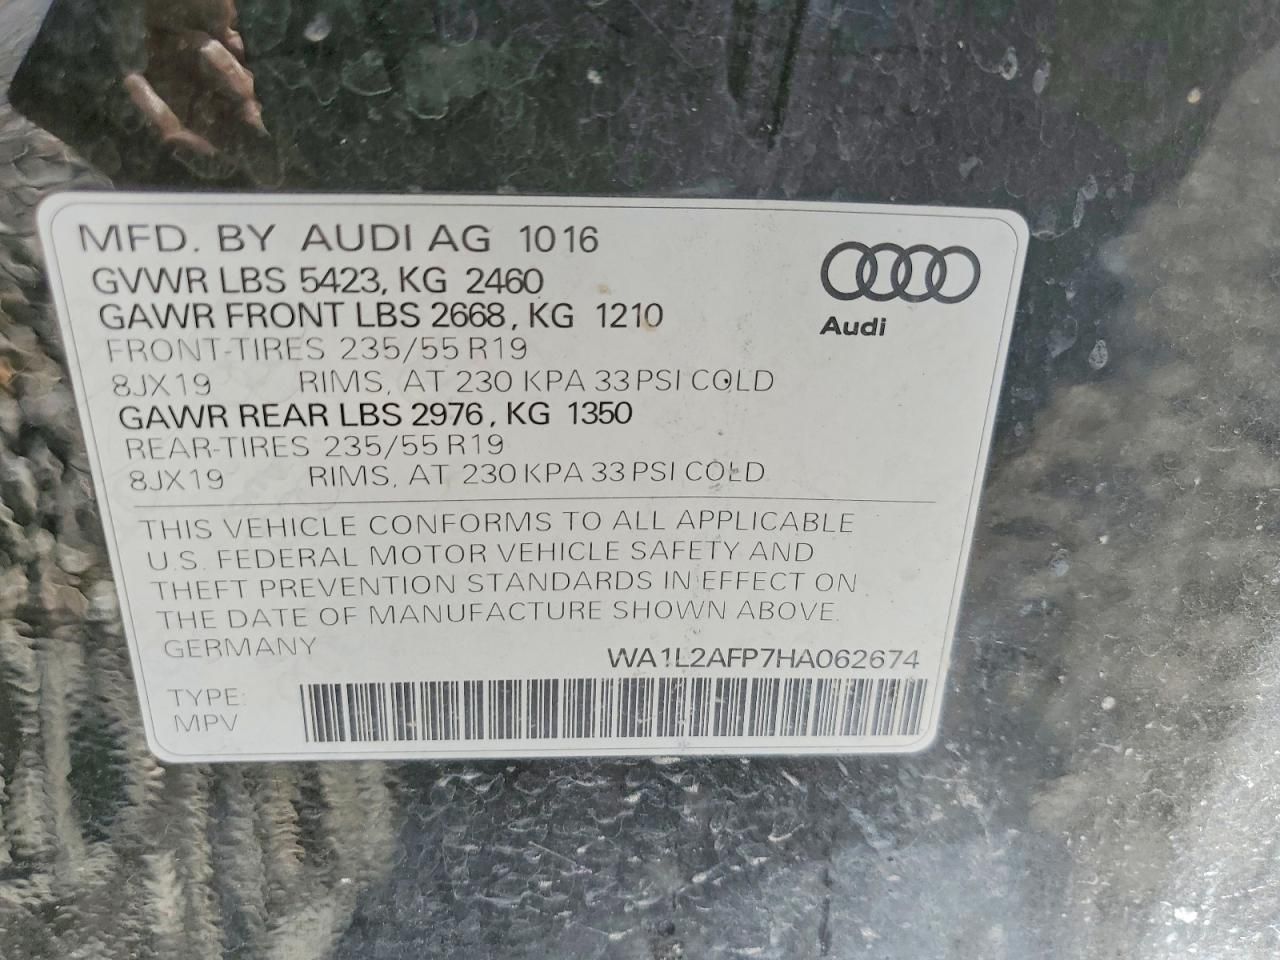 MFD. BY AUDI AG 1016
GVWR LBS 5423, KG 2460
GAWR FRONT LBS 2668, KG 1210
FRONT-TIRES 235/55 R19
8JX19 RIMS, AT 230 KPA 33 PSI COLD
GAWR REAR LBS 2976, KG 1350
REAR-TIRES 235/55 R19
8JX19 RIMS, AT 230 KPA 33 PSI COLD
Audi
THIS VEHICLE CONFORMS TO ALL APPLICABLE
U.S. FEDERAL MOTOR VEHICLE SAFETY AND
THEFT PREVENTION STANDARDS IN EFFECT ON
THE DATE OF MANUFACTURE SHOWN ABOVE.
GERMANY
WA1L2AFP7HA062674
TYPE:
MPV